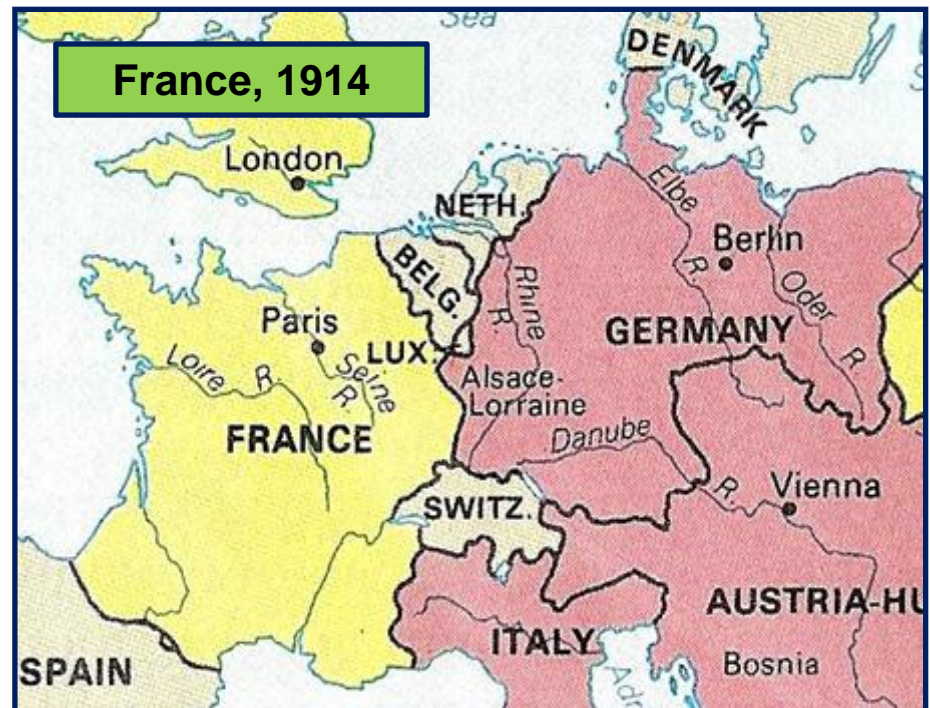 Sea
France, 1914
DENMARK
London
NETH.
Elbe
R.
Berlin
BELG.
Rhine
R.
Oder
R.
Paris
GERMANY
LUX.
Seine
R.
Loire R.
Alsace-
Lorraine
FRANCE
Danube
R.
SWITZ.
Vienna
AUSTRIA-HU
ITALY
SPAIN
Bosnia
Adr